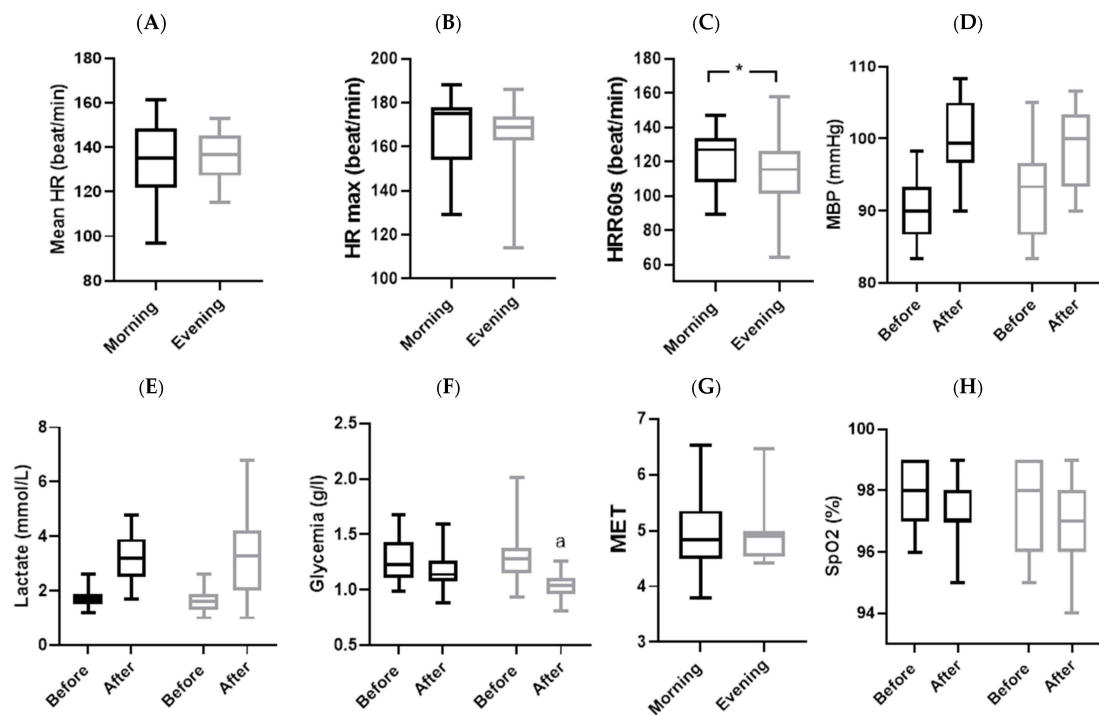 (A) (B) (C) (D)
Mean HR (beat/min)
180
160
140
120
100
80
Morning Evening
HR max (beat/min)
200
180
160
140
120
100
Morning Evening
HRR60s (beat/min)
180
160
140
120
100
80
60
*
Morning Evening
MBP (mmHg)
110
100
90
80
Before After Before After
(E) (F) (G) (H)
Lactate (mmol/L)
8
6
4
2
0
Before After Before After
Glycemia (g/l)
2.5
2.0
1.5
1.0
0.5
a
Before After Before After
MET
7
6
5
4
3
Morning Evening
SpO2 (%)
100
98
96
94
Before After Before After